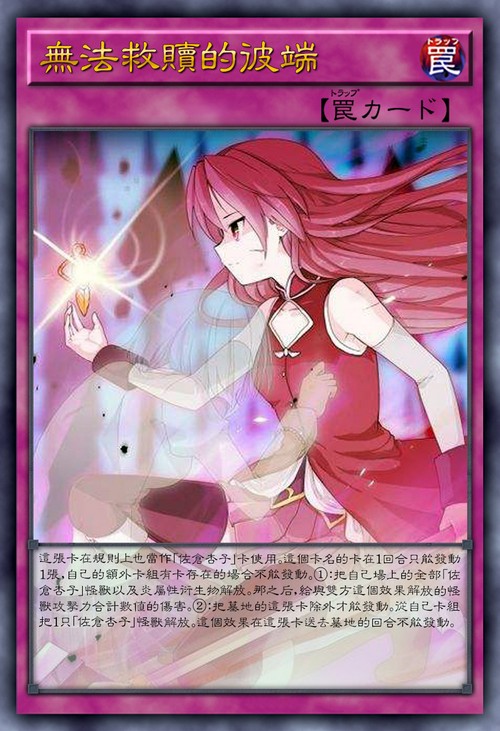 無法救贖的彼端
トラップ
罠
トラップ
【罠カード】
這張卡在規則上也當作「佐倉杏子」卡使用。這個卡名的卡在1回合只能發動
1張,自己的額外卡組有卡存在的場合不能發動。①:把自己場上的全部「佐
倉杏子」怪獸以及炎屬性衍生物解放。那之后,給與雙方這個效果解放的怪
獸攻擊力合計數值的傷害。②:把墓地的這張卡除外才能發動。從自己卡組
把1只「佐倉杏子」怪獸解放。這個效果在這張卡送去墓地的回合不能發動。